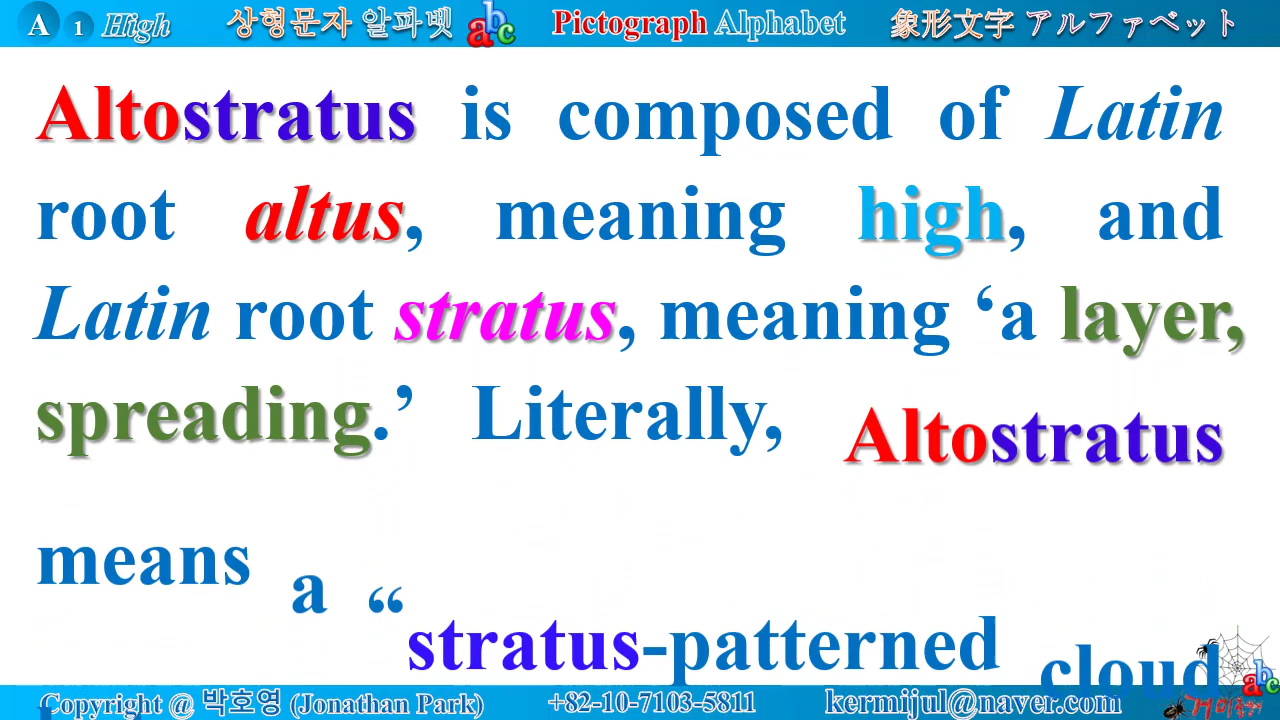 A 1 High 상형문자 알파벳 abc Pictograph Alphabet 象形文字 アルファベット
Altostratus is composed of Latin
root altus, meaning high, and
Latin root stratus, meaning ‘a layer,
spreading.’ Literally, Altostratus
means a “stratus-patterned cloud
Copyright @ 박호영 (Jonathan Park) +82-10-7103-5811 kermijul@naver.com
abc